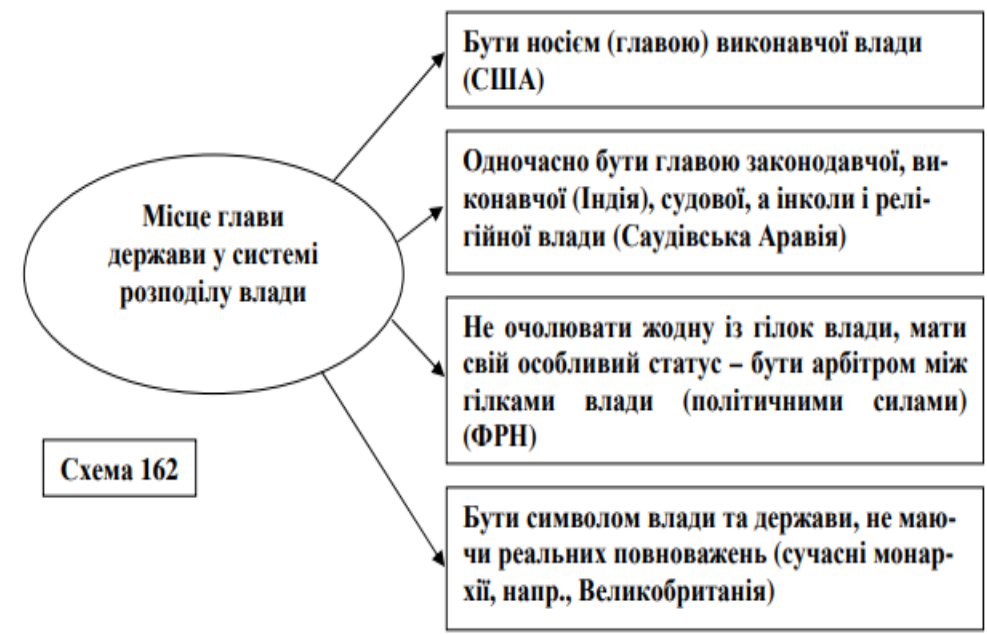 Місце глави
держави у системі
розподілу влади
Схема 162
Бути носієм (главою) виконавчої влади
(США)
Одночасно бути главою законодавчої, ви-
конавчої (Індія), судової, а інколи і релі-
гійної влади (Саудівська Аравія)
Не очолювати жодну із гілок влади, мати
свій особливий статус – бути арбітром між
гілками влади (політичними силами)
(ФРН)
Бути символом влади та держави, не маю-
чи реальних повноважень (сучасні монар-
хії, напр., Великобританія)